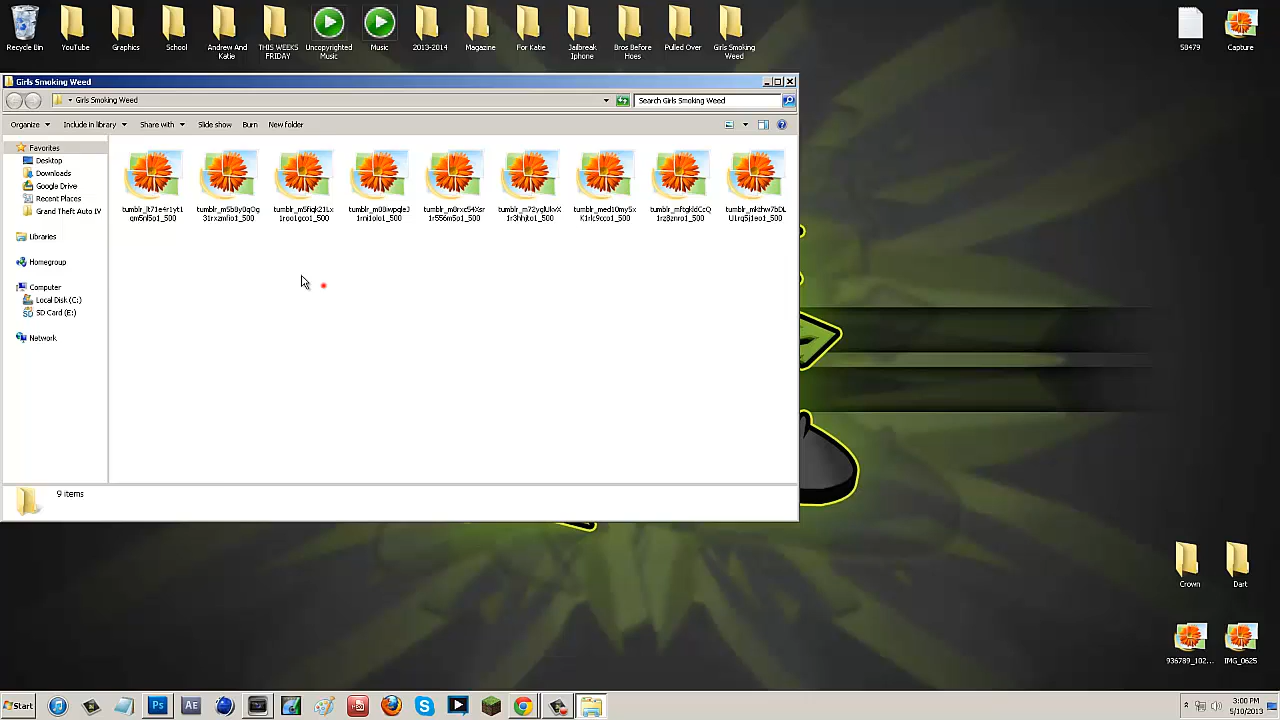 Recycle Bin
YouTube
Graphics
School
Andrew And
Katie
THIS WEEKS
FRIDAY
Uncopyrighted
Music
Music
2013-2014
Magazine
For Katie
Jailbreak
Iphone
Bros Before
Hoes
Pulled Over
Girls Smoking
Weed
58479
Capture
Girls Smoking Weed
Girls Smoking Weed
Search Girls Smoking Weed
Organize
Include in library
Share with
Slide show
Burn
New folder
Favorites
Desktop
Downloads
Google Drive
Recent Places
Grand Theft Auto IV
Libraries
Homegroup
Computer
Local Disk (C:)
SD Card (E:)
Network
9 items
Crown
Dart
936789_102...
IMG_0625
Start
Ps
AE
3:00 PM
5/10/2013